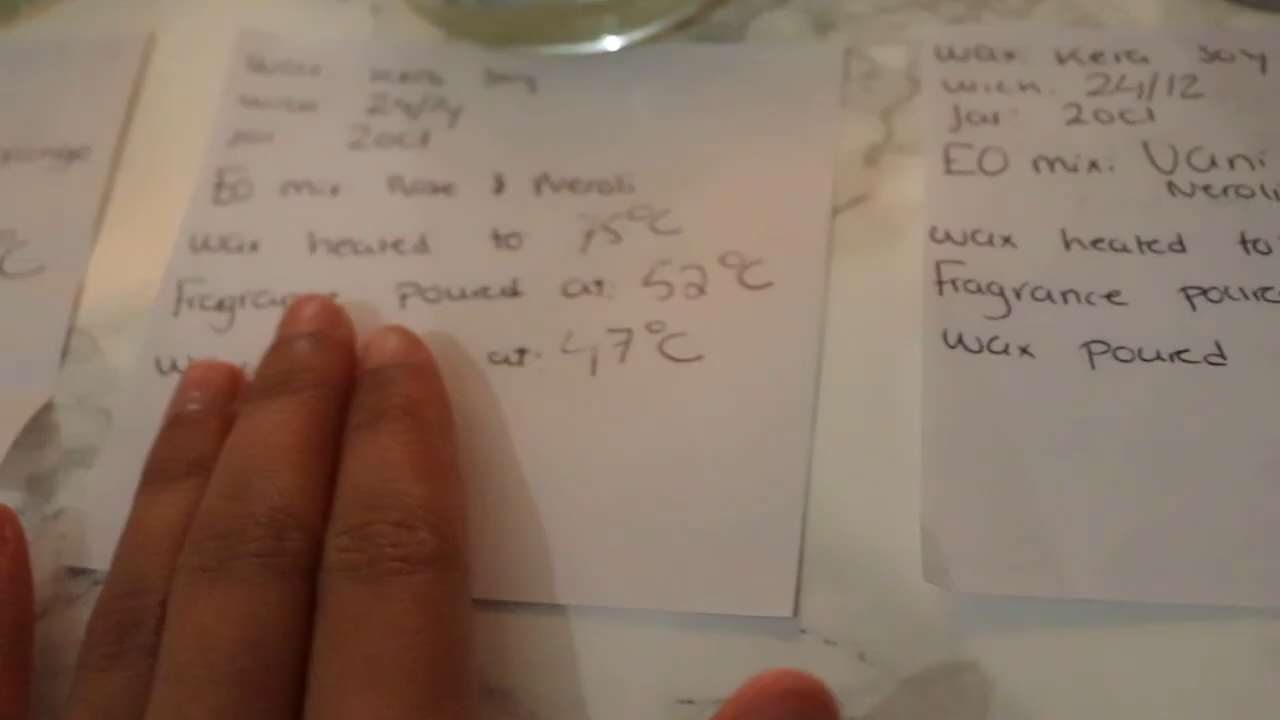 orange
°C
Wax: Kera Soy
Wick: 24/12
Jar: 20cl
EO mix: Rose & Neroli
Wax heated to 75°C
Fragrance poured at: 52°C
at: 47°C
Wax: Kera Soy
Wick: 24/12
Jar: 20cl
EO mix: Vani
Neroli
Wax heated to
Fragrance poure
Wax poured